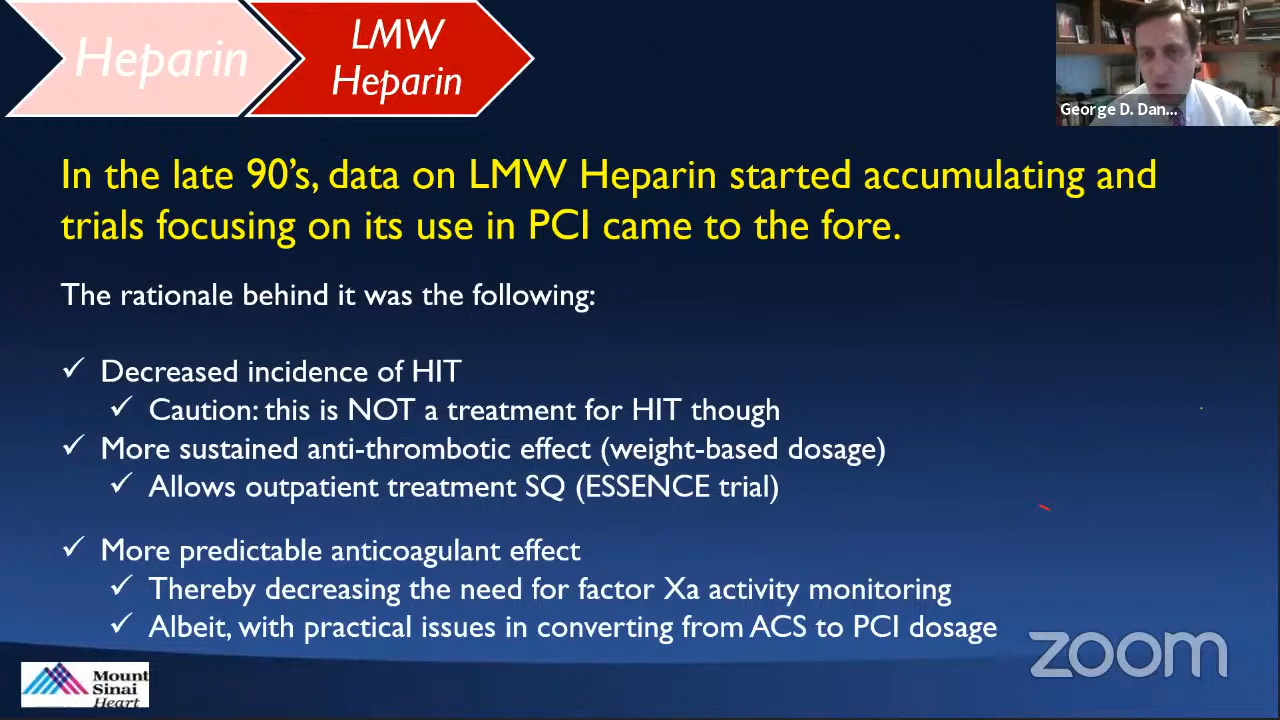 Heparin
LMW
Heparin
George D. Dan...
In the late 90's, data on LMW Heparin started accumulating and
trials focusing on its use in PCI came to the fore.
The rationale behind it was the following:
✓ Decreased incidence of HIT
✓ Caution: this is NOT a treatment for HIT though
✓ More sustained anti-thrombotic effect (weight-based dosage)
✓ Allows outpatient treatment SQ (ESSENCE trial)
✓ More predictable anticoagulant effect
✓ Thereby decreasing the need for factor Xa activity monitoring
✓ Albeit, with practical issues in converting from ACS to PCI dosage
zoom
Mount
Sinai
Heart